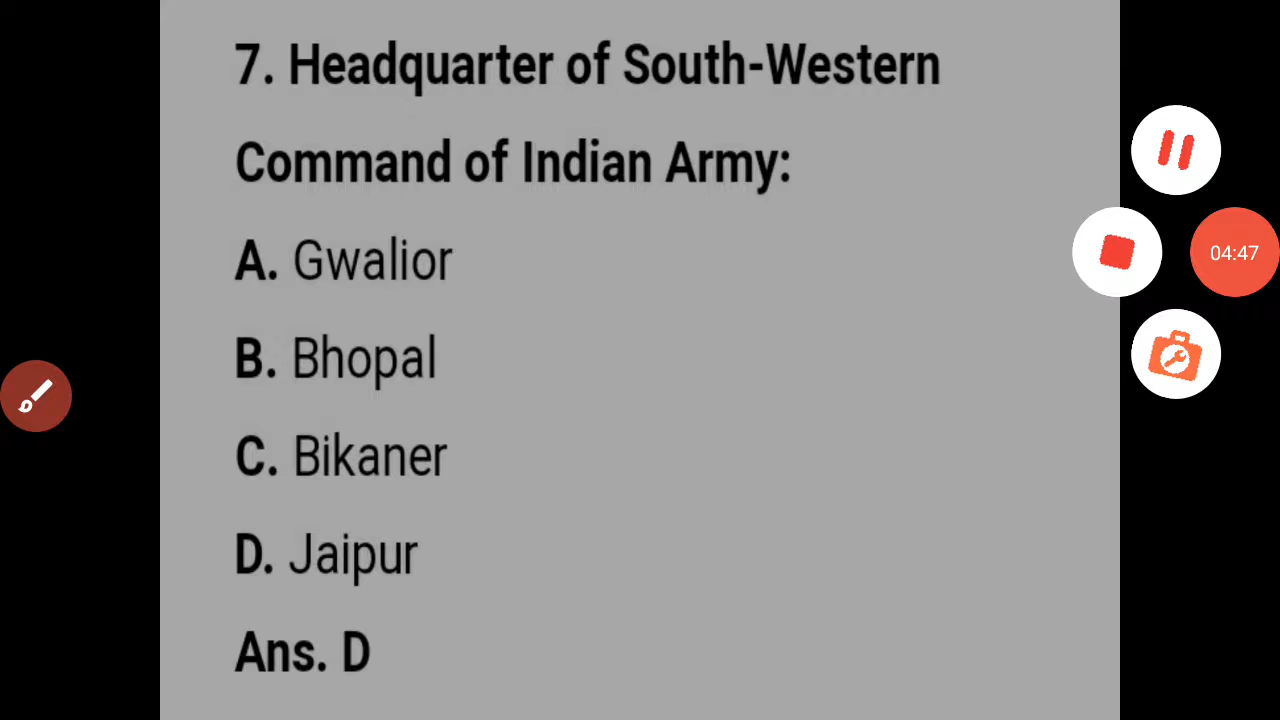 7. Headquarter of South-Western
Command of Indian Army:
A. Gwalior
B. Bhopal
C. Bikaner
D. Jaipur
Ans. D
04:47